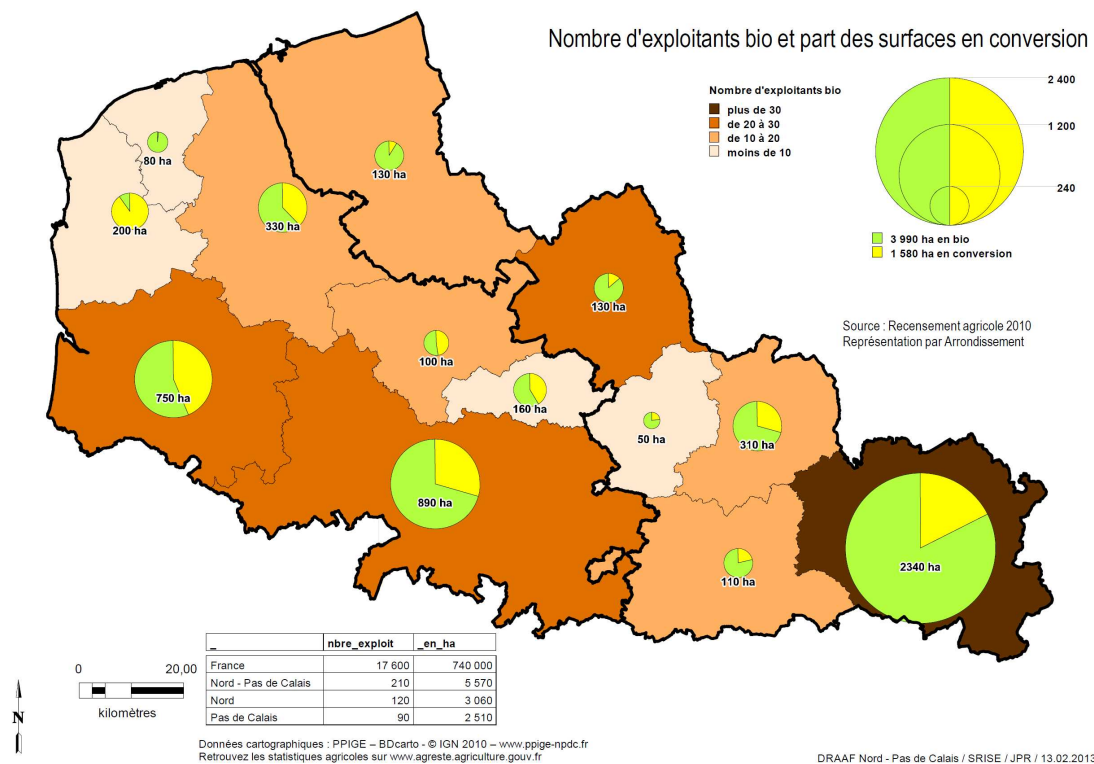 Nombre d'exploitants bio et part des surfaces en conversion
Nombre d'exploitants bio
plus de 30
de 20 à 30
de 10 à 20
moins de 10
2 400
1 200
240
3 990 ha en bio
1 580 ha en conversion
Source : Recensement agricole 2010
Représentation par Arrondissement
80 ha
130 ha
200 ha
330 ha
130 ha
100 ha
750 ha
160 ha
50 ha
310 ha
890 ha
2340 ha
110 ha
_ nbre_exploit _en_ha
France 17 600 740 000
Nord - Pas de Calais 210 5 570
Nord 120 3 060
Pas de Calais 90 2 510
0 20,00
kilomètres
N
Données cartographiques : PPIGE – BDcarto - © IGN 2010 – www.ppige-npdc.fr
Retrouvez les statistiques agricoles sur www.agreste.agriculture.gouv.fr
DRAAF Nord - Pas de Calais / SRISE / JPR / 13.02.2013